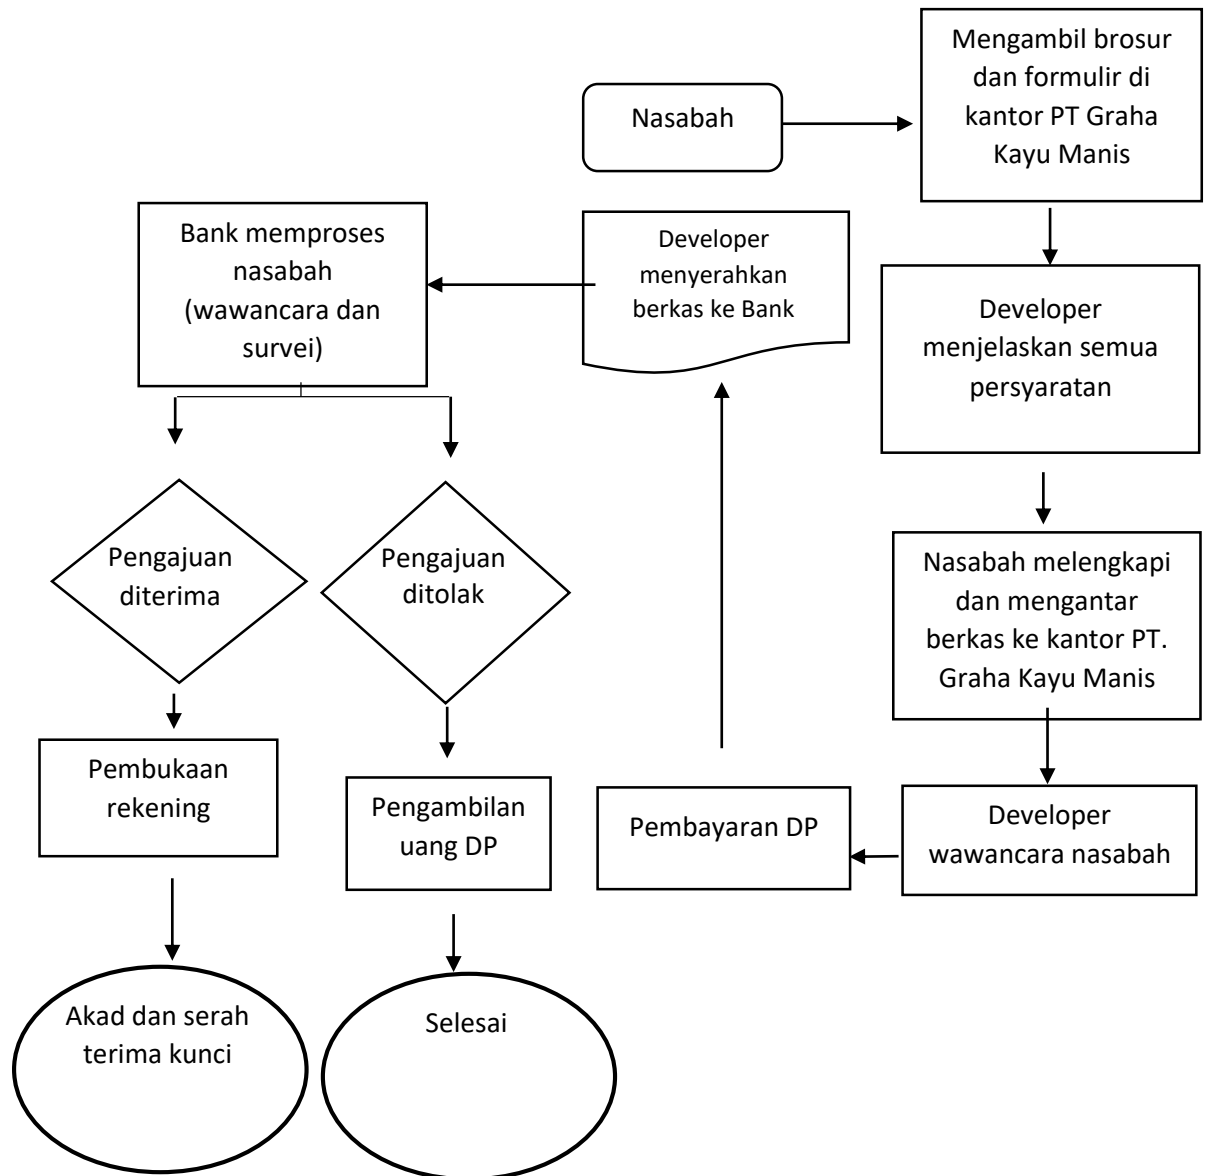 Nasabah
Mengambil brosur
dan formulir di
kantor PT Graha
Kayu Manis
Developer
menjelaskan semua
persyaratan
Nasabah melengkapi
dan mengantar
berkas ke kantor PT.
Graha Kayu Manis
Developer
wawancara nasabah
Pembayaran DP
Developer
menyerahkan
berkas ke Bank
Bank memproses
nasabah
(wawancara dan
survei)
Pengajuan
diterima
Pengajuan
ditolak
Pembukaan
rekening
Pengambilan
uang DP
Akad dan serah
terima kunci
Selesai